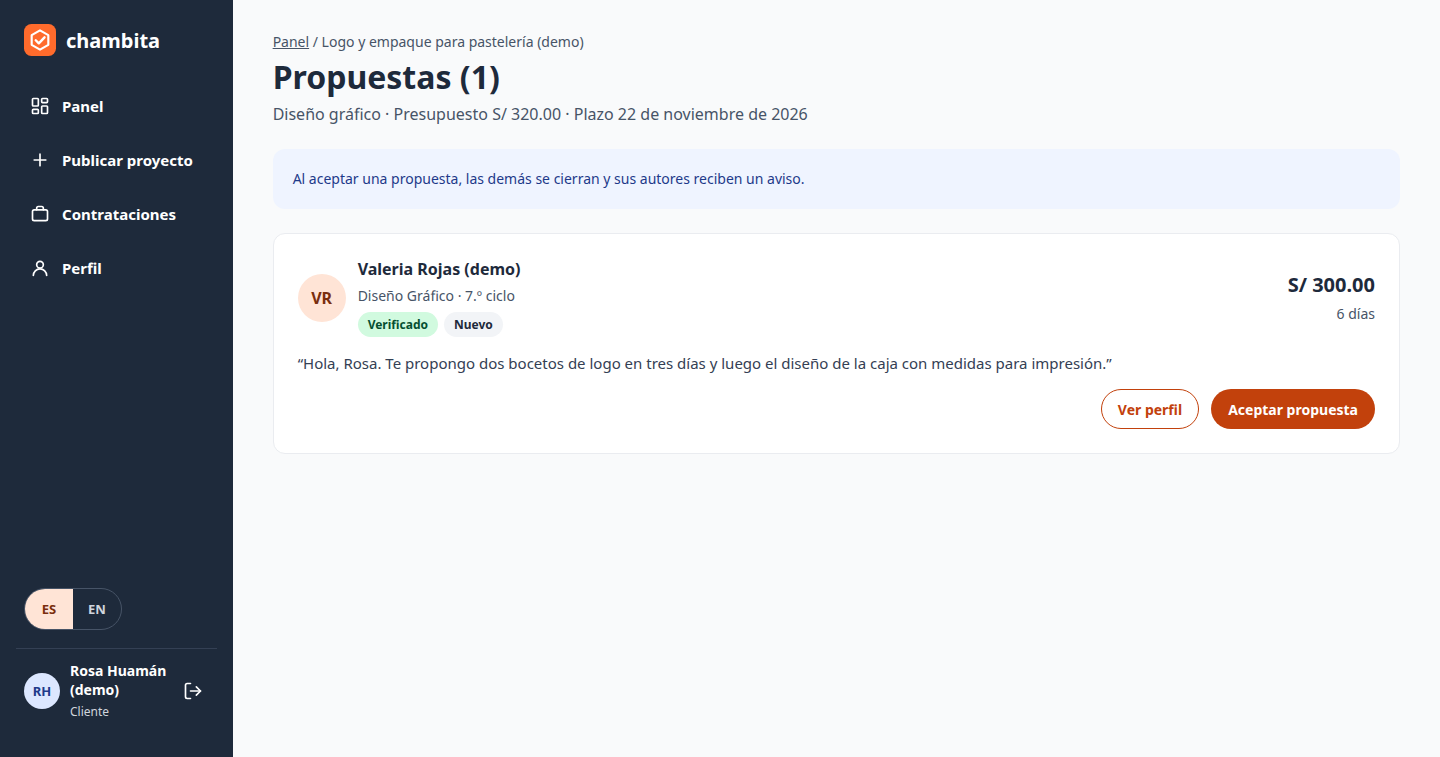 chambita
Panel
Publicar proyecto
Contrataciones
Perfil
ES
EN
RH
Rosa Huamán
(demo)
Cliente
Panel / Logo y empaque para pastelería (demo)
Propuestas (1)
Diseño gráfico · Presupuesto S/ 320.00 · Plazo 22 de noviembre de 2026
Al aceptar una propuesta, las demás se cierran y sus autores reciben un aviso.
VR
Valeria Rojas (demo)
Diseño Gráfico · 7.º ciclo
Verificado
Nuevo
S/ 300.00
6 días
“Hola, Rosa. Te propongo dos bocetos de logo en tres días y luego el diseño de la caja con medidas para impresión.”
Ver perfil
Aceptar propuesta